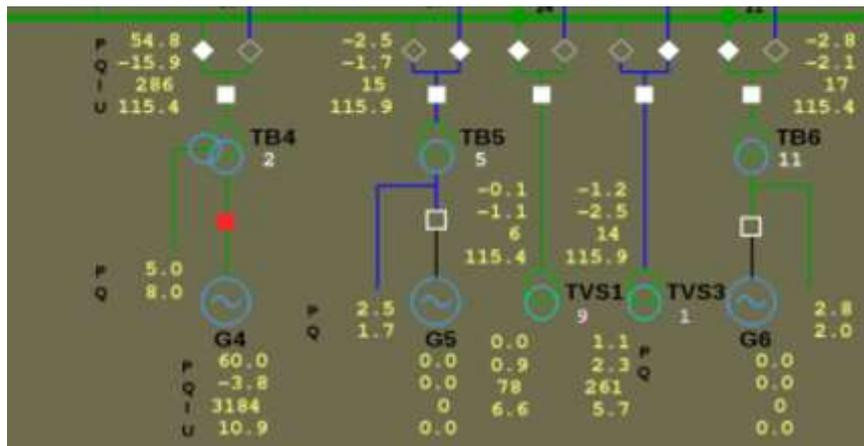 P 54.8 -2.5 -2.8
Q -15.9 -1.7 -2.1
I 286 15 17
U 115.4 115.9 115.4
TB4 TB5 TB6
2 5 11
-0.1 -1.2
-1.1 -2.5
6 14
115.4 115.9
P 5.0
Q 8.0
TVS1 TVS3
9 1
P 2.5 2.8
Q 1.7 2.0
G4 G5 G6
P 60.0 0.0 0.0 1.1 P 0.0
Q -3.8 0.0 0.9 2.3 Q 0.0
I 3184 0 78 261 0
U 10.9 0.0 6.6 5.7 0.0